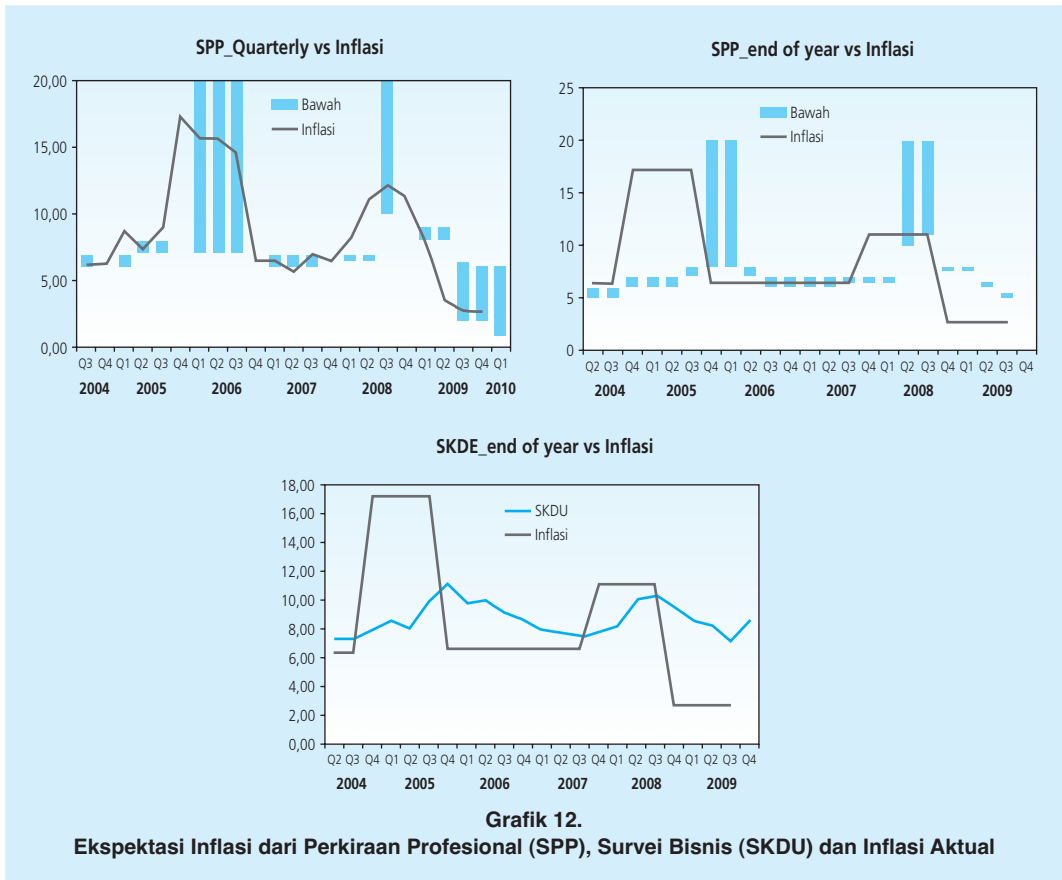 SPP_Quarterly vs Inflasi
20,00
15,00
10,00
5,00
0,00
Bawah
Inflasi
Q3 Q4 Q1 Q2 Q3 Q4 Q1 Q2 Q3 Q4 Q1 Q2 Q3 Q4 Q1 Q2 Q3 Q4 Q1 Q2 Q3 Q4 Q1
2004 2005 2006 2007 2008 2009 2010
SPP_end of year vs Inflasi
25
20
15
10
5
0
Bawah
Inflasi
Q2 Q3 Q4 Q1 Q2 Q3 Q4 Q1 Q2 Q3 Q4 Q1 Q2 Q3 Q4 Q1 Q2 Q3 Q4 Q1 Q2 Q3 Q4
2004 2005 2006 2007 2008 2009
SKDE_end of year vs Inflasi
18,00
16,00
14,00
12,00
10,00
8,00
6,00
4,00
2,00
0,00
SKDU
Inflasi
Q2 Q3 Q4 Q1 Q2 Q3 Q4 Q1 Q2 Q3 Q4 Q1 Q2 Q3 Q4 Q1 Q2 Q3 Q4 Q1 Q2 Q3 Q4
2004 2005 2006 2007 2008 2009
Grafik 12.
Ekspektasi Inflasi dari Perkiraan Profesional (SPP), Survei Bisnis (SKDU) dan Inflasi Aktual